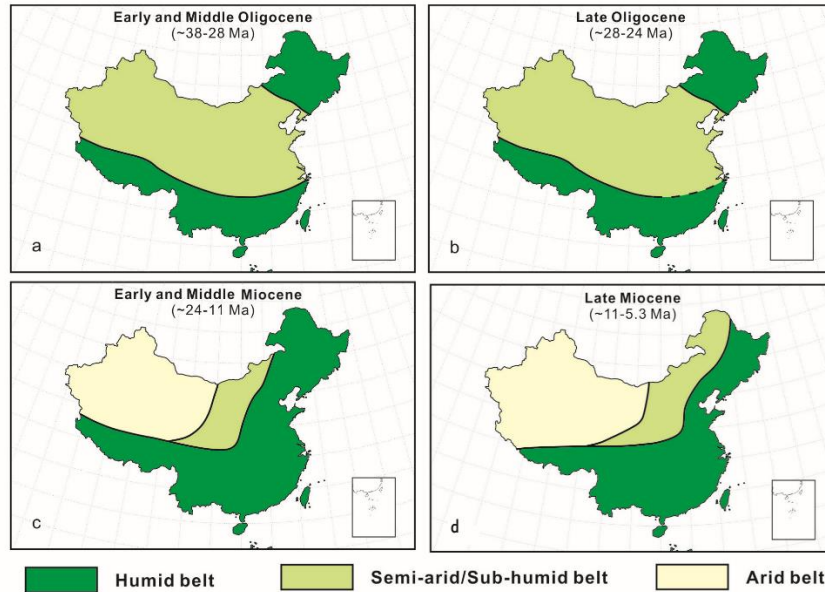 Early and Middle Oligocene
(~38-28 Ma)
a
Late Oligocene
(~28-24 Ma)
b
Early and Middle Miocene
(~24-11 Ma)
c
Late Miocene
(~11-5.3 Ma)
d
Humid belt
Semi-arid/Sub-humid belt
Arid belt